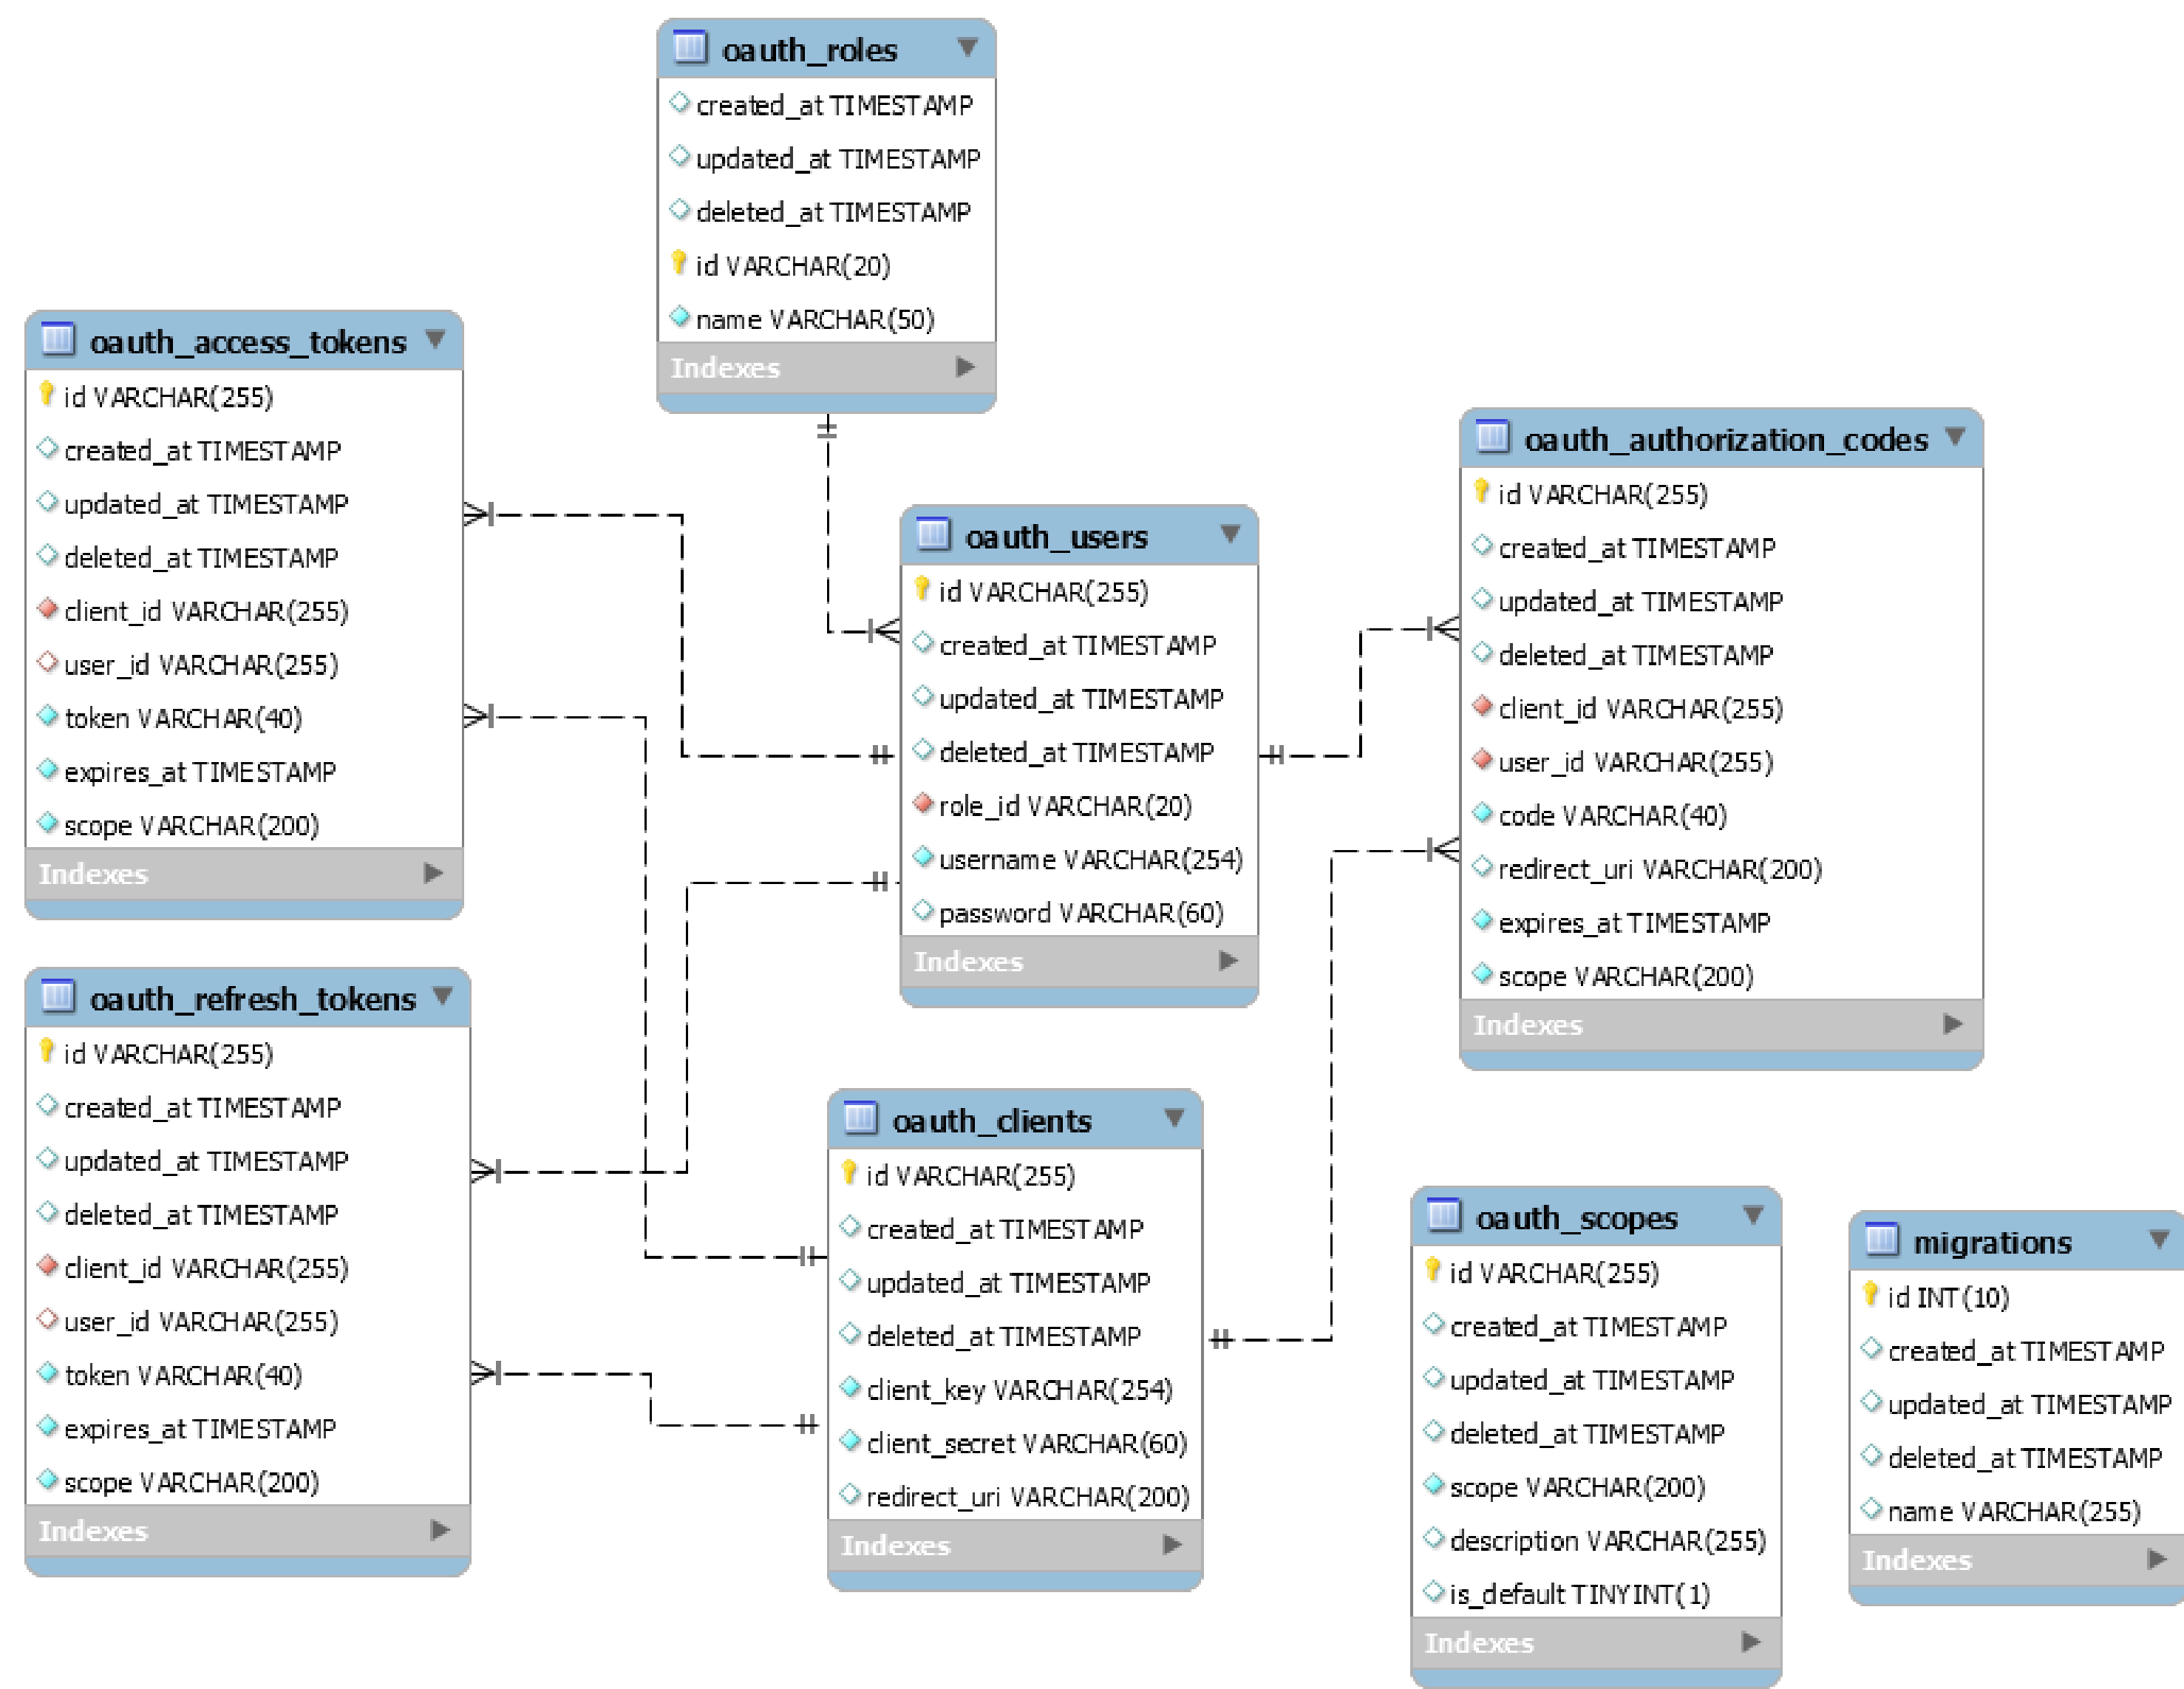 oauth_roles
created_at TIMESTAMP
updated_at TIMESTAMP
deleted_at TIMESTAMP
id VARCHAR(20)
name VARCHAR(50)
Indexes
oauth_access_tokens
id VARCHAR(255)
created_at TIMESTAMP
updated_at TIMESTAMP
deleted_at TIMESTAMP
client_id VARCHAR(255)
user_id VARCHAR(255)
token VARCHAR(40)
expires_at TIMESTAMP
scope VARCHAR(200)
Indexes
oauth_users
id VARCHAR(255)
created_at TIMESTAMP
updated_at TIMESTAMP
deleted_at TIMESTAMP
role_id VARCHAR(20)
username VARCHAR(254)
password VARCHAR(60)
Indexes
oauth_authorization_codes
id VARCHAR(255)
created_at TIMESTAMP
updated_at TIMESTAMP
deleted_at TIMESTAMP
client_id VARCHAR(255)
user_id VARCHAR(255)
code VARCHAR(40)
redirect_uri VARCHAR(200)
expires_at TIMESTAMP
scope VARCHAR(200)
Indexes
oauth_refresh_tokens
id VARCHAR(255)
created_at TIMESTAMP
updated_at TIMESTAMP
deleted_at TIMESTAMP
client_id VARCHAR(255)
user_id VARCHAR(255)
token VARCHAR(40)
expires_at TIMESTAMP
scope VARCHAR(200)
Indexes
oauth_clients
id VARCHAR(255)
created_at TIMESTAMP
updated_at TIMESTAMP
deleted_at TIMESTAMP
client_key VARCHAR(254)
client_secret VARCHAR(60)
redirect_uri VARCHAR(200)
Indexes
oauth_scopes
id VARCHAR(255)
created_at TIMESTAMP
updated_at TIMESTAMP
deleted_at TIMESTAMP
scope VARCHAR(200)
description VARCHAR(255)
is_default TINYINT(1)
Indexes
migrations
id INT(10)
created_at TIMESTAMP
updated_at TIMESTAMP
deleted_at TIMESTAMP
name VARCHAR(255)
Indexes